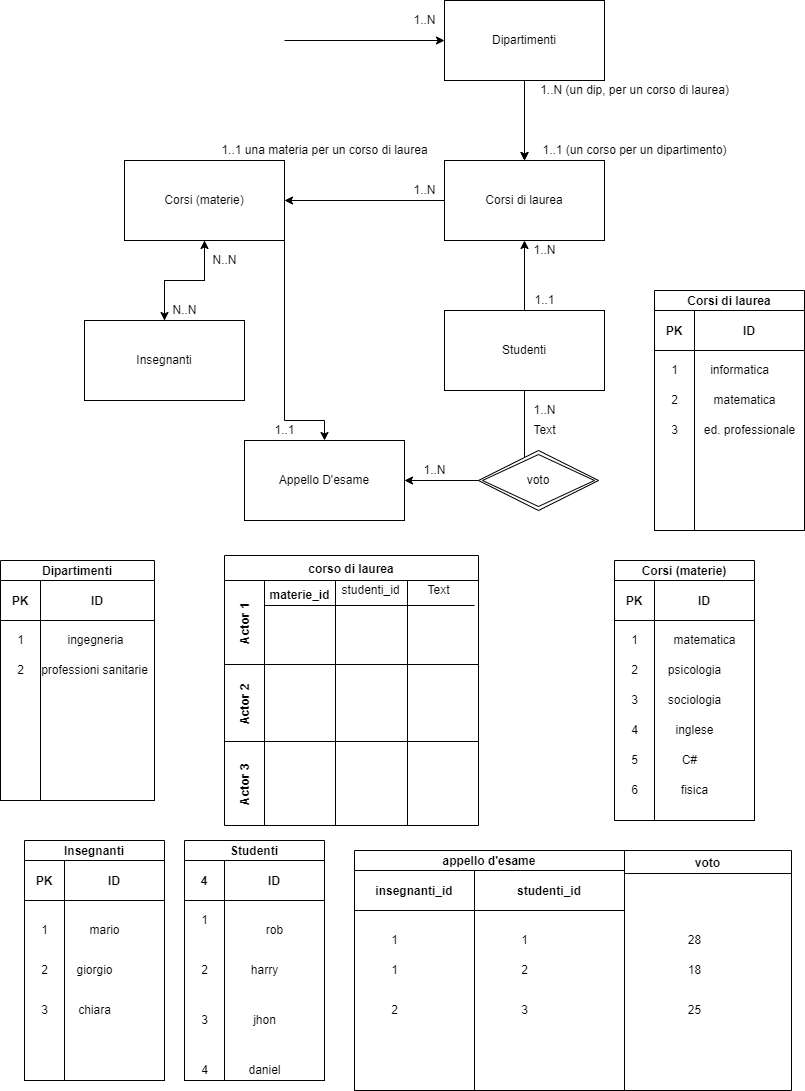 1..N
Dipartimenti
1..N (un dip, per un corso di laurea)
1..1 una materia per un corso di laurea
1..1 (un corso per un dipartimento)
Corsi (materie)
1..N
Corsi di laurea
N..N
1..N
N..N
1..1
Insegnanti
Studenti
1..N
Text
1..1
Appello D'esame
1..N
voto
Corsi di laurea
PK ID
1 informatica
2 matematica
3 ed. professionale
Dipartimenti
PK ID
1 ingegneria
2 professioni sanitarie
corso di laurea
materie_id studenti_id Text
Actor 1
Actor 2
Actor 3
Corsi (materie)
PK ID
1 matematica
2 psicologia
3 sociologia
4 inglese
5 C#
6 fisica
Insegnanti
PK ID
1 mario
2 giorgio
3 chiara
Studenti
4 ID
1 rob
2 harry
3 jhon
4 daniel
appello d'esame voto
insegnanti_id studenti_id
1 1 28
1 2 18
2 3 25